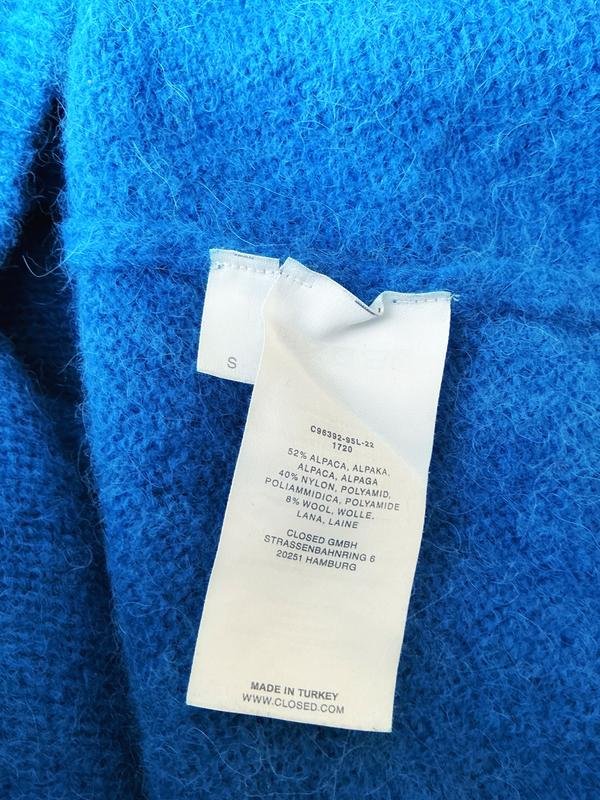 S
C96392-95L-22
1720
52% ALPACA, ALPAKA,
ALPACA, ALPAGA
40% NYLON, POLYAMID,
POLIAMMIDICA, POLYAMIDE
8% WOOL, WOLLE,
LANA, LAINE
CLOSED GMBH
STRASSENBAHNRING 6
20251 HAMBURG
MADE IN TURKEY
WWW.CLOSED.COM